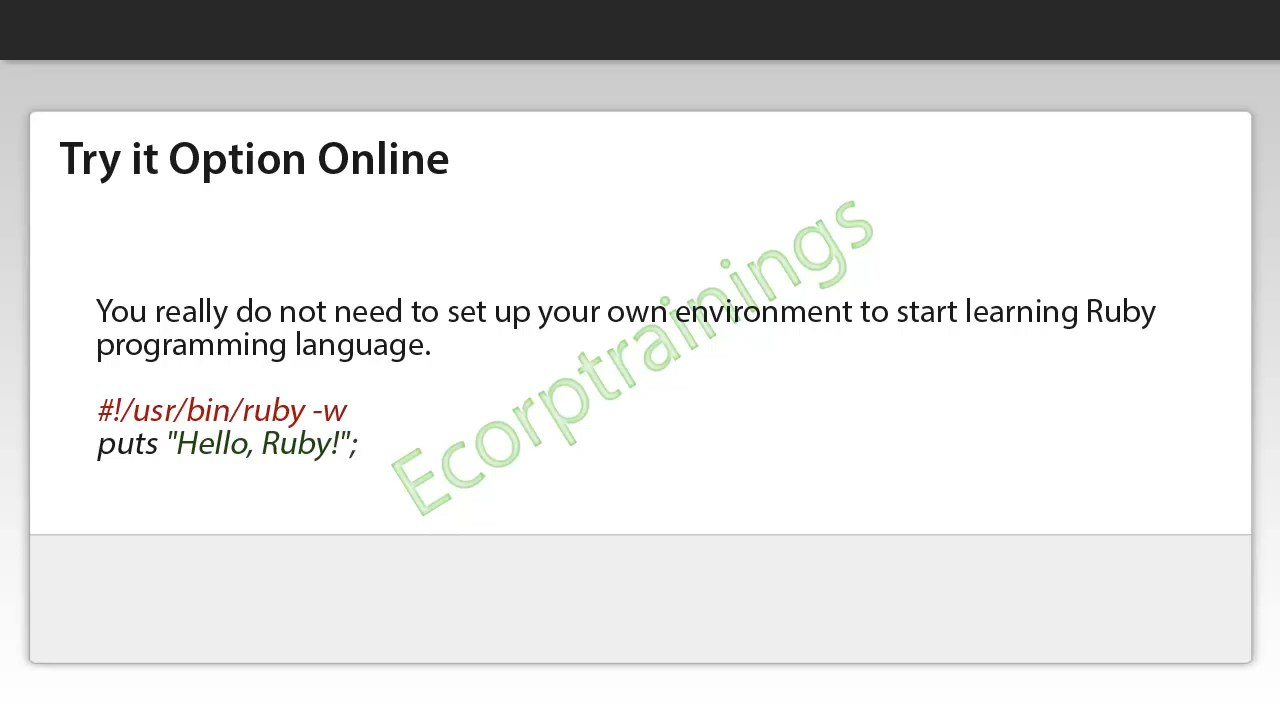 Try it Option Online
You really do not need to set up your own environment to start learning Ruby
programming language.
#!/usr/bin/ruby -w
puts "Hello, Ruby!";
Ecorptrainings